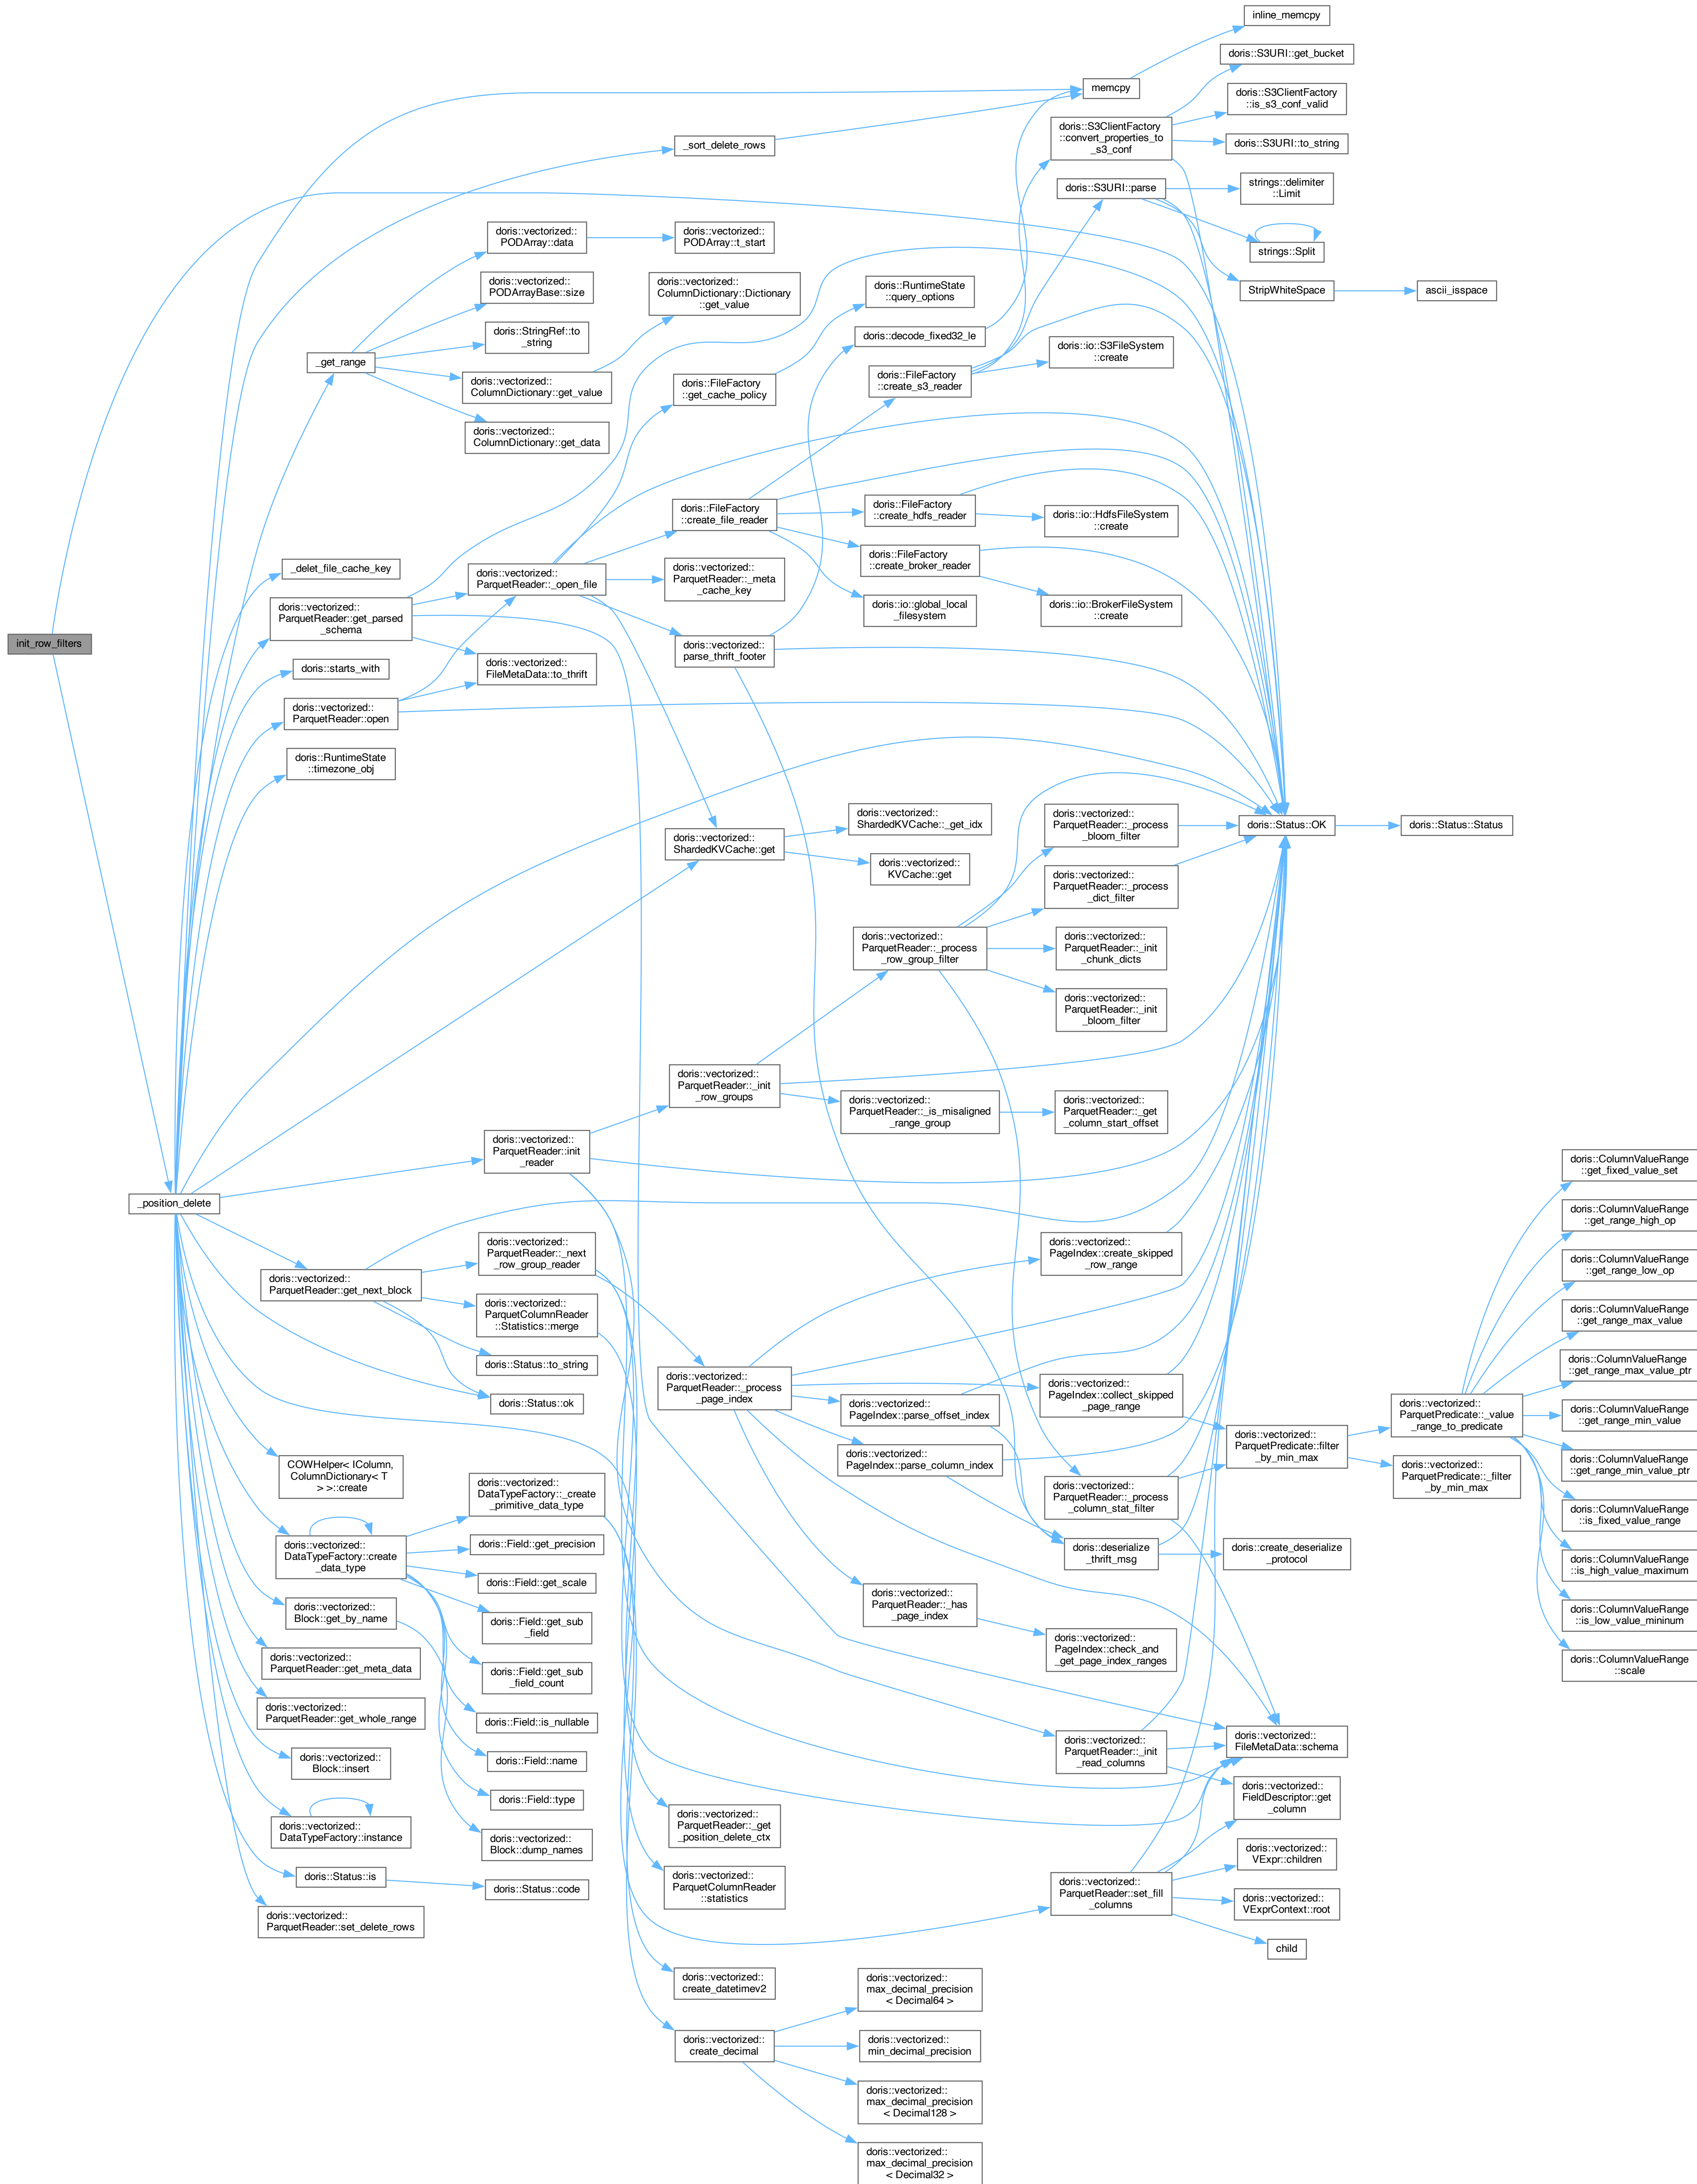 init_row_filters
_position_delete
_delet_file_cache_key
doris::vectorized::
ParquetReader::get_parsed
_schema
doris::starts_with
doris::vectorized::
ParquetReader::open
doris::RuntimeState
::timezone_obj
_get_range
doris::vectorized::
ParquetReader::get_next_block
COWHelper< IColumn,
ColumnDictionary< T
> >::create
doris::vectorized::
DataTypeFactory::create
_data_type
doris::vectorized::
Block::get_by_name
doris::vectorized::
ParquetReader::get_meta_data
doris::vectorized::
ParquetReader::get_whole_range
doris::vectorized::
Block::insert
doris::vectorized::
DataTypeFactory::instance
doris::Status::is
doris::vectorized::
ParquetReader::set_delete_rows
doris::vectorized::
PODArray::data
doris::vectorized::
PODArrayBase::size
doris::StringRef::to
_string
doris::vectorized::
ColumnDictionary::get_value
doris::vectorized::
ColumnDictionary::get_data
doris::vectorized::
ParquetReader::_open_file
doris::vectorized::
FileMetaData::to_thrift
doris::vectorized::
ParquetReader::init
_reader
doris::vectorized::
ParquetReader::_next
_row_group_reader
doris::vectorized::
ParquetColumnReader
::Statistics::merge
doris::Status::to_string
doris::Status::ok
doris::vectorized::
DataTypeFactory::_create
_primitive_data_type
doris::Field::get_precision
doris::Field::get_scale
doris::Field::get_sub
_field
doris::Field::get_sub
_field_count
doris::Field::is_nullable
doris::Field::name
doris::Field::type
doris::vectorized::
Block::dump_names
doris::Status::code
_sort_delete_rows
doris::vectorized::
PODArray::t_start
doris::vectorized::
ColumnDictionary::Dictionary
::get_value
doris::FileFactory
::get_cache_policy
doris::FileFactory
::create_file_reader
doris::vectorized::
ParquetReader::_meta
_cache_key
doris::vectorized::
parse_thrift_footer
doris::vectorized::
ShardedKVCache::get
doris::vectorized::
ParquetReader::_init
_row_groups
doris::vectorized::
ParquetReader::_process
_page_index
doris::vectorized::
ParquetReader::_get
_position_delete_ctx
doris::vectorized::
ParquetColumnReader
::statistics
doris::vectorized::
create_datetimev2
doris::vectorized::
create_decimal
doris::RuntimeState
::query_options
doris::decode_fixed32_le
doris::FileFactory
::create_s3_reader
doris::FileFactory
::create_hdfs_reader
doris::FileFactory
::create_broker_reader
doris::io::global_local
_filesystem
doris::vectorized::
ShardedKVCache::_get_idx
doris::vectorized::
KVCache::get
doris::vectorized::
ParquetReader::_process
_row_group_filter
doris::vectorized::
ParquetReader::_is_misaligned
_range_group
doris::vectorized::
PageIndex::parse_offset_index
doris::vectorized::
PageIndex::parse_column_index
doris::vectorized::
ParquetReader::_has
_page_index
doris::vectorized::
max_decimal_precision
< Decimal64 >
doris::vectorized::
min_decimal_precision
doris::vectorized::
max_decimal_precision
< Decimal128 >
doris::vectorized::
max_decimal_precision
< Decimal32 >
memcpy
doris::S3ClientFactory
::convert_properties_to
_s3_conf
doris::S3URI::parse
doris::io::S3FileSystem
::create
doris::io::HdfsFileSystem
::create
doris::io::BrokerFileSystem
::create
doris::vectorized::
ParquetReader::_process
_bloom_filter
doris::vectorized::
ParquetReader::_process
_dict_filter
doris::vectorized::
ParquetReader::_init
_chunk_dicts
doris::vectorized::
ParquetReader::_init
_bloom_filter
doris::vectorized::
ParquetReader::_get
_column_start_offset
doris::vectorized::
PageIndex::create_skipped
_row_range
doris::vectorized::
PageIndex::collect_skipped
_page_range
doris::vectorized::
ParquetReader::_process
_column_stat_filter
doris::deserialize
_thrift_msg
doris::vectorized::
PageIndex::check_and
_get_page_index_ranges
doris::vectorized::
ParquetReader::_init
_read_columns
doris::vectorized::
ParquetReader::set_fill
_columns
inline_memcpy
doris::S3URI::get_bucket
doris::S3ClientFactory
::is_s3_conf_valid
doris::S3URI::to_string
strings::delimiter
::Limit
strings::Split
StripWhiteSpace
doris::Status::OK
doris::vectorized::
ParquetPredicate::filter
_by_min_max
doris::create_deserialize
_protocol
doris::vectorized::
FileMetaData::schema
doris::vectorized::
FieldDescriptor::get
_column
doris::vectorized::
VExpr::children
doris::vectorized::
VExprContext::root
child
ascii_isspace
doris::Status::Status
doris::vectorized::
ParquetPredicate::_value
_range_to_predicate
doris::vectorized::
ParquetPredicate::_filter
_by_min_max
doris::ColumnValueRange
::get_fixed_value_set
doris::ColumnValueRange
::get_range_high_op
doris::ColumnValueRange
::get_range_low_op
doris::ColumnValueRange
::get_range_max_value
doris::ColumnValueRange
::get_range_max_value_ptr
doris::ColumnValueRange
::get_range_min_value
doris::ColumnValueRange
::get_range_min_value_ptr
doris::ColumnValueRange
::is_fixed_value_range
doris::ColumnValueRange
::is_high_value_maximum
doris::ColumnValueRange
::is_low_value_mininum
doris::ColumnValueRange
::scale